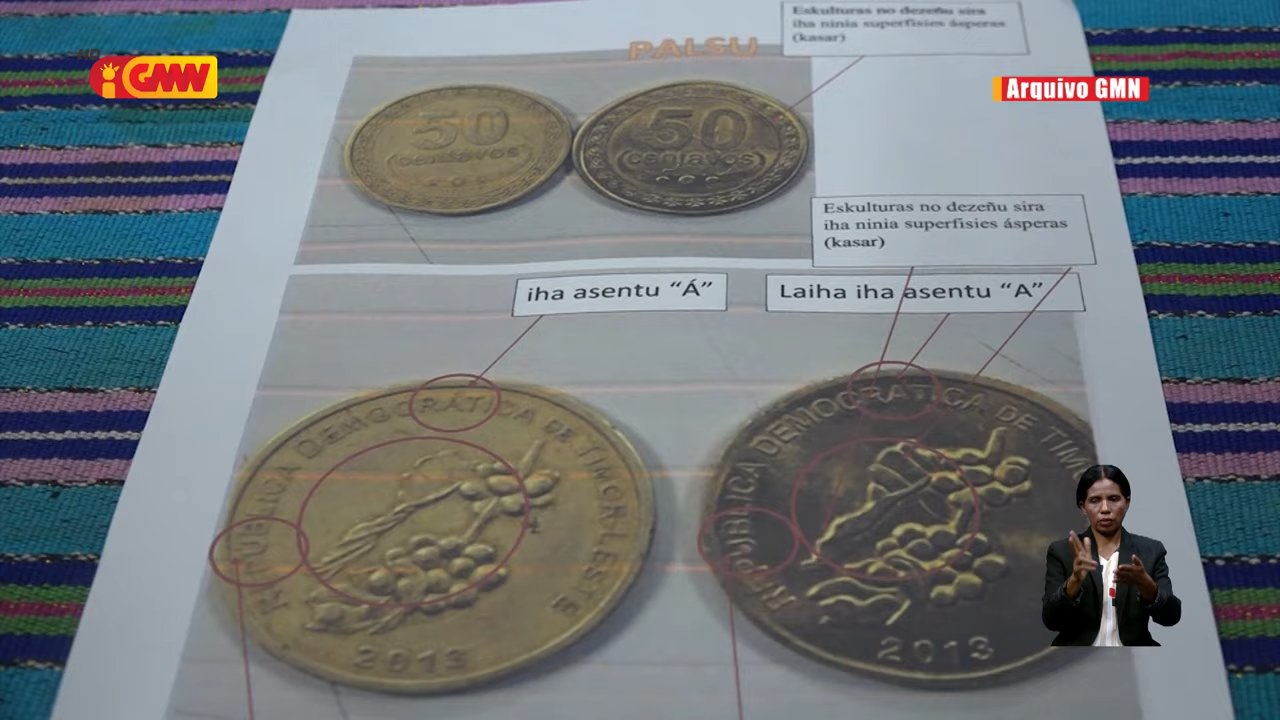 Eskulturas no dezeñu sira
iha ninia superfisies ásperas
(kasar)
PALSU
GMN
Arquivo GMN
50
centavos
50
centavos
Eskulturas no dezeñu sira
iha ninia superfisies ásperas
(kasar)
iha asentu “Á”
Laiha iha asentu “A”
REPÚBLICA DEMOCRÁTICA DE TIMOR-LESTE
2013
REPUBLICA DEMOCRATICA DE TIM
2013